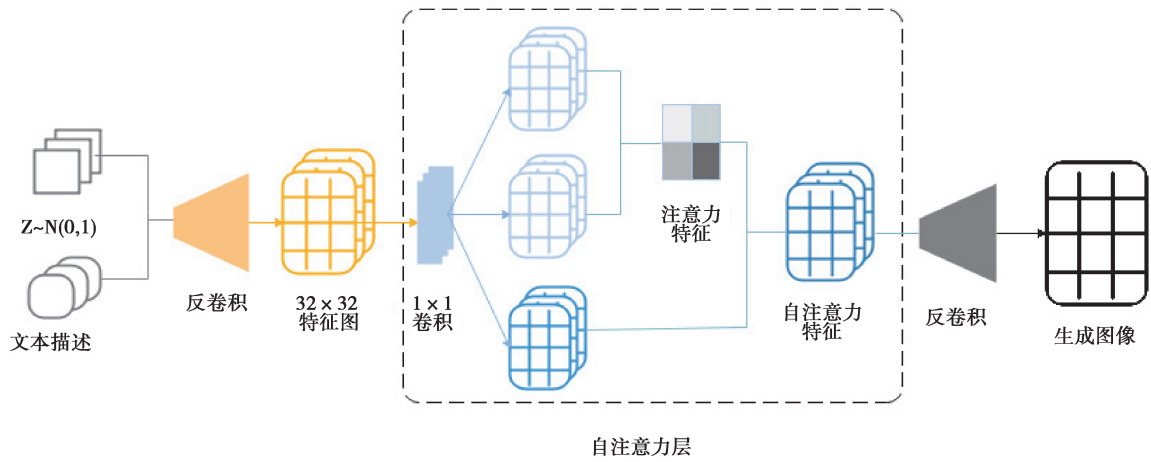 Z~N(0,1)
文本描述
反卷积
32×32
特征图
1×1
卷积
注意力
特征
自注意力
特征
反卷积
生成图像
自注意力层